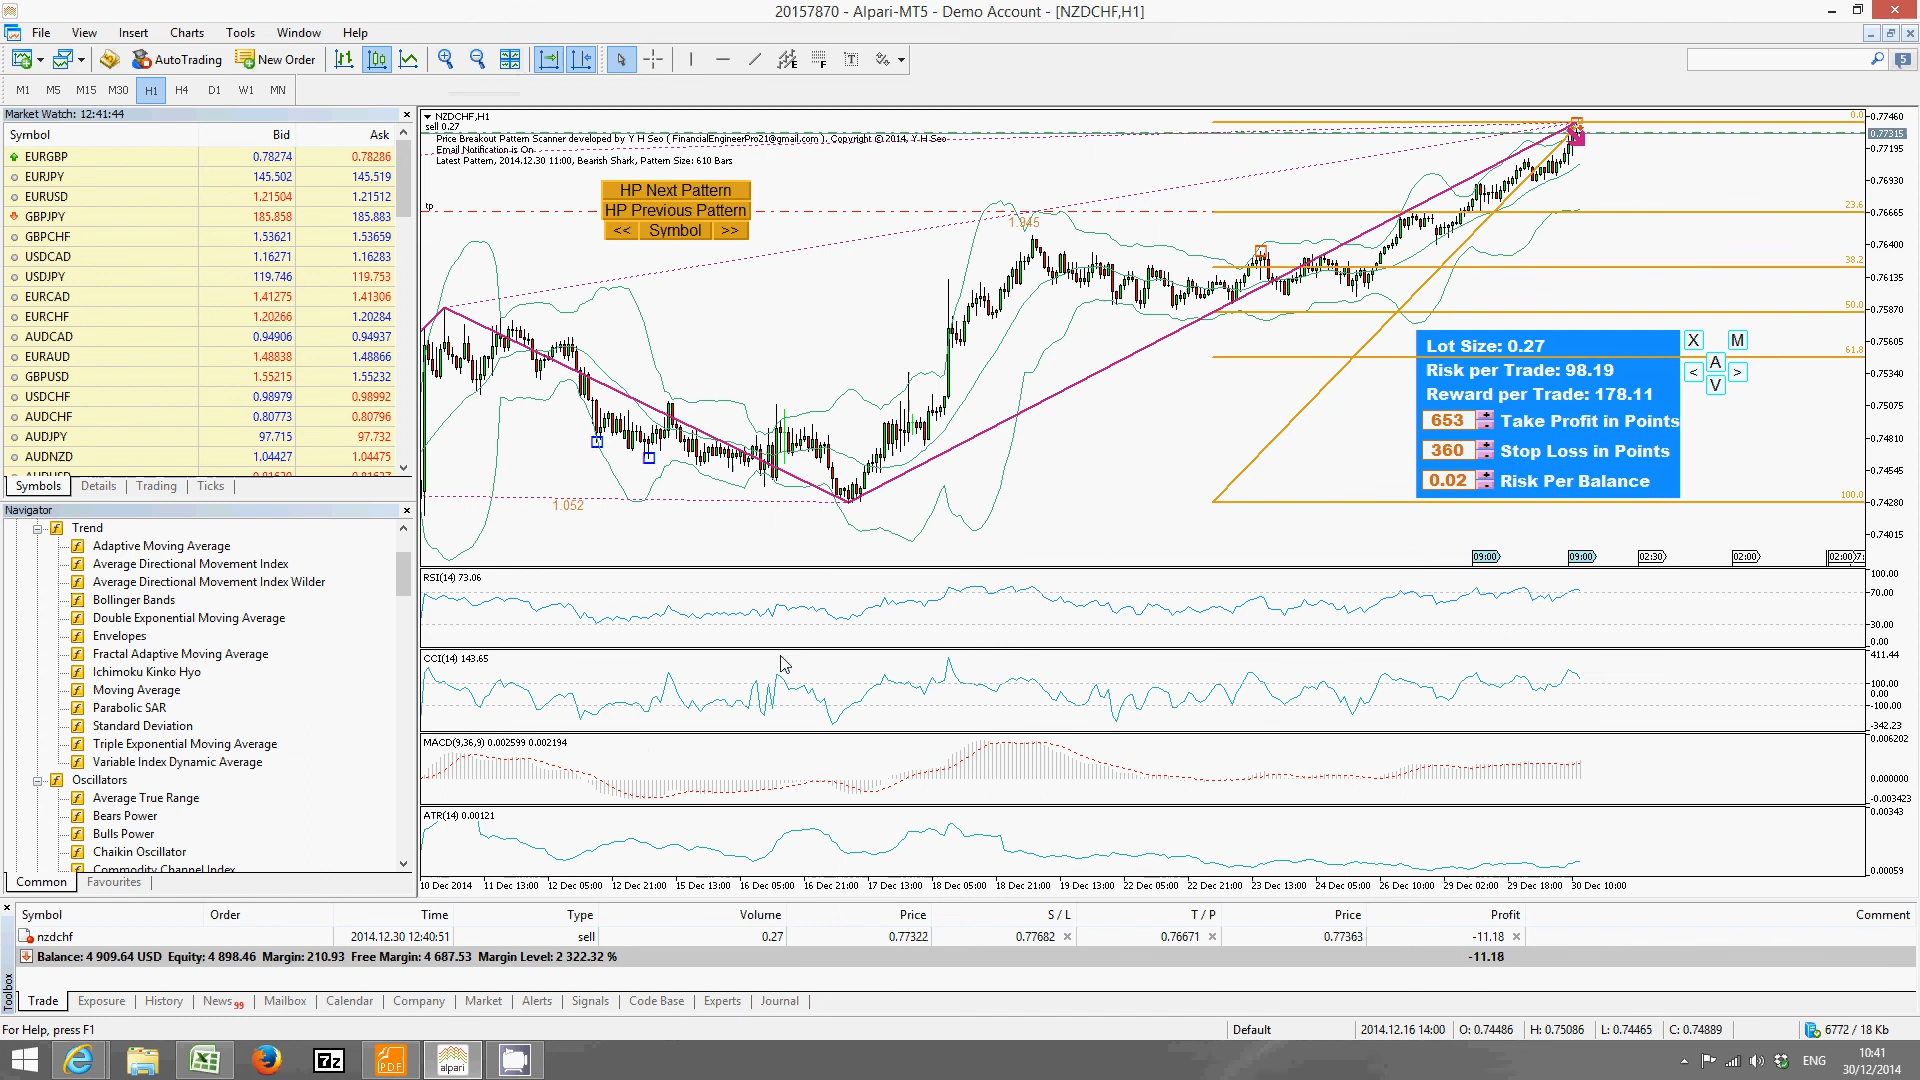 20157870 - Alpari-MT5 - Demo Account - [NZDCHF,H1]
File View Insert Charts Tools Window Help
AutoTrading New Order
M1 M5 M15 M30 H1 H4 D1 W1 MN
Market Watch: 12:41:44
Symbol Bid Ask
EURGBP 0.78274 0.78286
EURJPY 145.502 145.519
EURUSD 1.21504 1.21512
GBPJPY 185.858 185.883
GBPCHF 1.53621 1.53659
USDCAD 1.16271 1.16283
USDJPY 119.746 119.753
EURCAD 1.41275 1.41306
EURCHF 1.20266 1.20284
AUDCAD 0.94906 0.94937
EURAUD 1.48838 1.48866
GBPUSD 1.55215 1.55232
USDCHF 0.98979 0.98992
AUDCHF 0.80773 0.80796
AUDJPY 97.715 97.732
AUDNZD 1.04427 1.04475
Symbols Details Trading Ticks
Navigator
Trend
Adaptive Moving Average
Average Directional Movement Index
Average Directional Movement Index Wilder
Bollinger Bands
Double Exponential Moving Average
Envelopes
Fractal Adaptive Moving Average
Ichimoku Kinko Hyo
Moving Average
Parabolic SAR
Standard Deviation
Triple Exponential Moving Average
Variable Index Dynamic Average
Oscillators
Average True Range
Bears Power
Bulls Power
Chaikin Oscillator
Commodity Channel Index
Common Favourites
NZDCHF,H1
sell 0.27
Price Breakout Pattern Scanner developed by Y H Seo ( FinancialEngineerPro21@gmail.com ), Copyright © 2014, Y H Seo
Email Notification is On
Latest Pattern, 2014.12.30 11:00, Bearish Shark, Pattern Size: 610 Bars
HP Next Pattern
HP Previous Pattern
<< Symbol >>
tp
1.945
1.052
0.0
23.6
38.2
50.0
61.8
100.0
Lot Size: 0.27
Risk per Trade: 98.19
Reward per Trade: 178.11
653 Take Profit in Points
360 Stop Loss in Points
0.02 Risk Per Balance
X M
A
< >
V
0.77460
0.77315
0.77195
0.76930
0.76665
0.76400
0.76135
0.75870
0.75605
0.75340
0.75075
0.74810
0.74545
0.74280
0.74015
09:00 09:00 02:30 02:00 02:00
RSI(14) 73.06
100.00
70.00
30.00
0.00
CCI(14) 143.65
411.44
100.00
0.00
-100.00
-342.23
MACD(9,36,9) 0.002599 0.002194
0.006202
0.000000
-0.003423
ATR(14) 0.00121
0.00343
0.00059
10 Dec 2014 11 Dec 13:00 12 Dec 05:00 12 Dec 21:00 15 Dec 13:00 16 Dec 05:00 16 Dec 21:00 17 Dec 13:00 18 Dec 05:00 18 Dec 21:00 19 Dec 13:00 22 Dec 05:00 22 Dec 21:00 23 Dec 13:00 24 Dec 05:00 26 Dec 10:00 29 Dec 02:00 29 Dec 18:00 30 Dec 10:00
Symbol Order Time Type Volume Price S / L T / P Price Profit Comment
nzdchf 2014.12.30 12:40:51 sell 0.27 0.77322 0.77682 0.76671 0.77363 -11.18
Balance: 4 909.64 USD Equity: 4 898.46 Margin: 210.93 Free Margin: 4 687.53 Margin Level: 2 322.32 % -11.18
Toolbox
Trade Exposure History News 99 Mailbox Calendar Company Market Alerts Signals Code Base Experts Journal
For Help, press F1 Default 2014.12.16 14:00 O: 0.74486 H: 0.75086 L: 0.74465 C: 0.74889 6772 / 18 Kb
7z PDF alpari ENG 10:41
30/12/2014